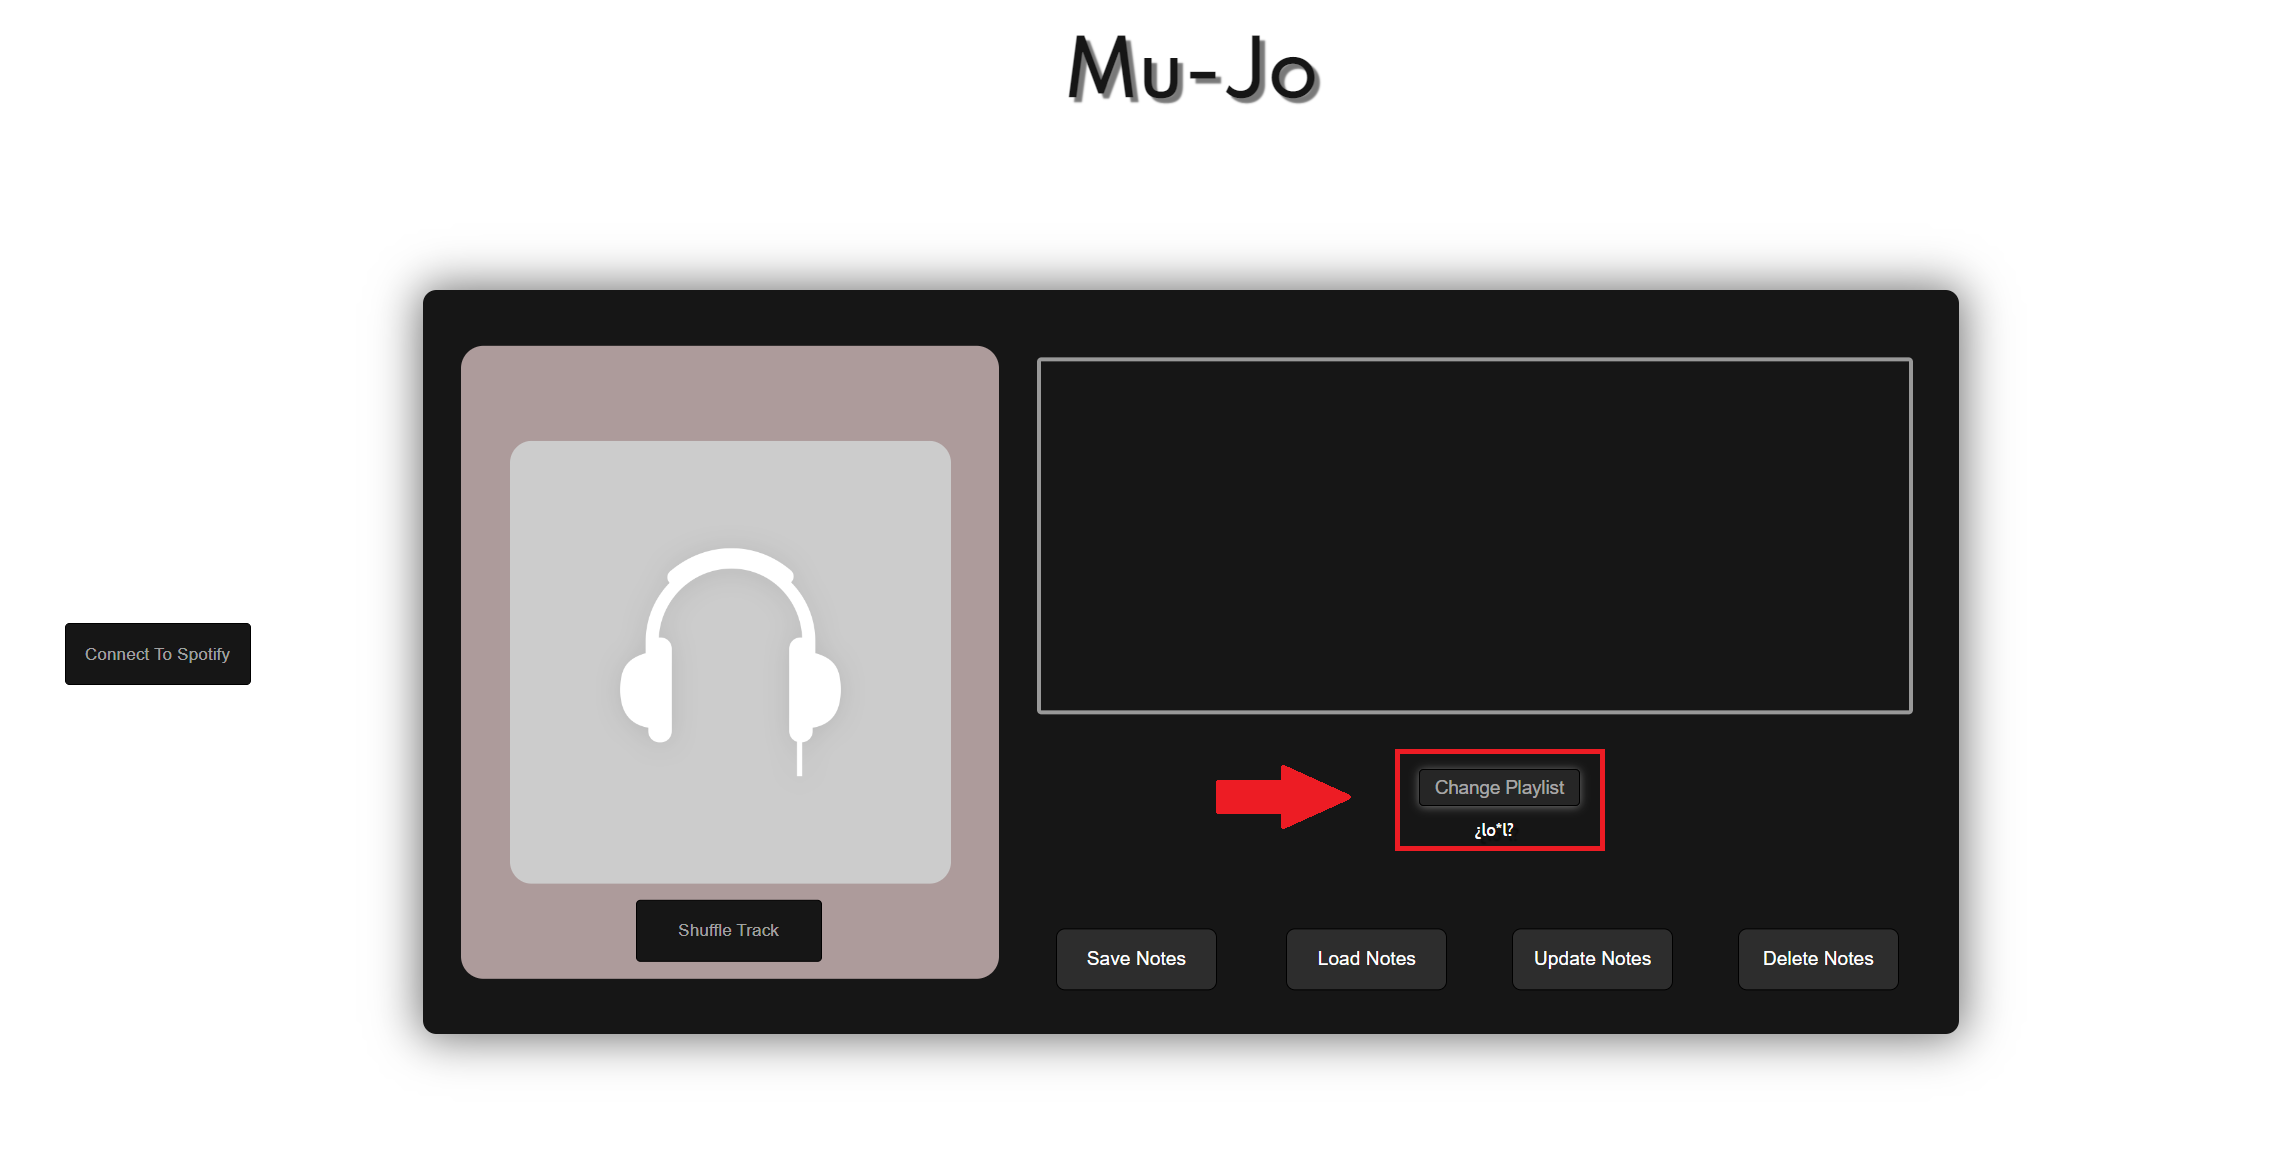 Mu-Jo
Connect To Spotify
Change Playlist
¿lo*l?
Shuffle Track
Save Notes
Load Notes
Update Notes
Delete Notes